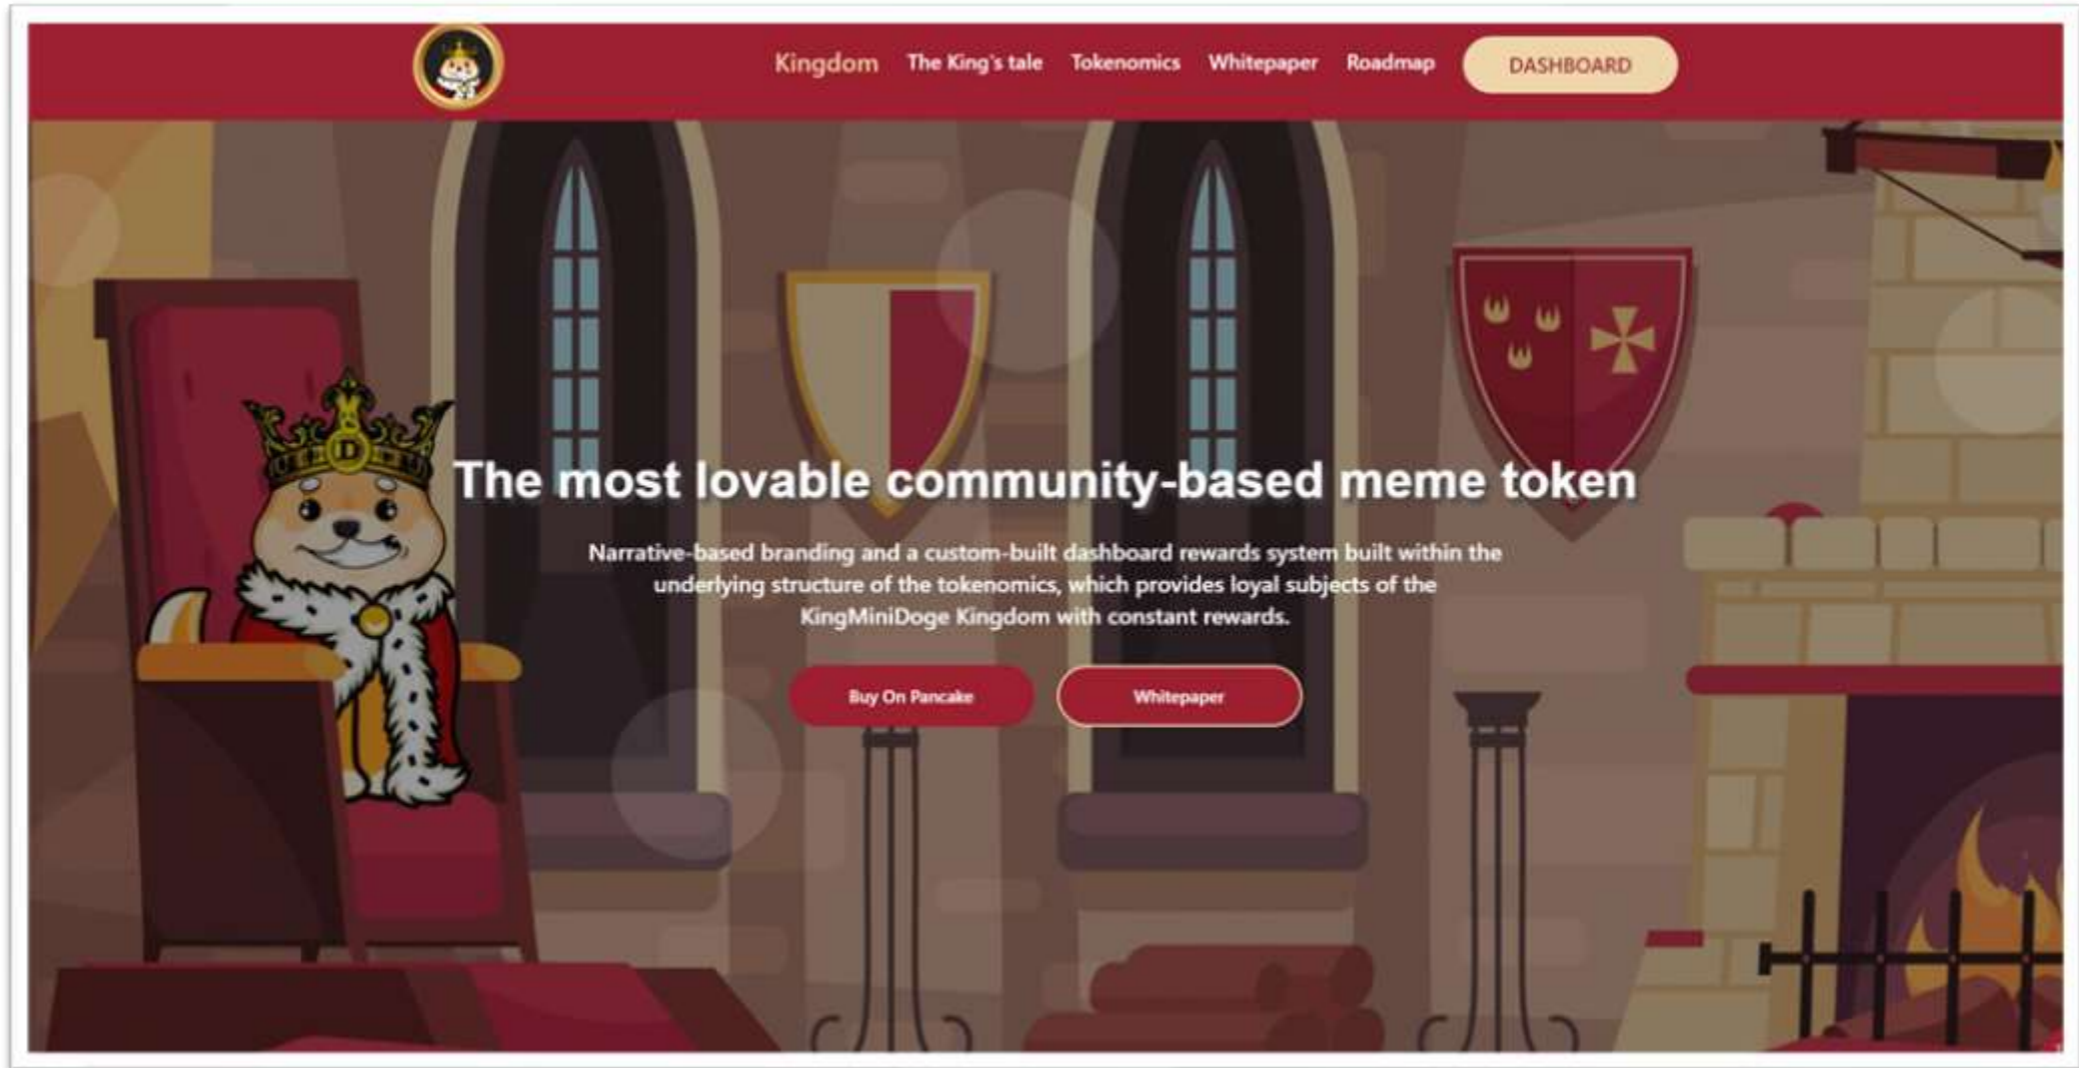 Kingdom
The King's tale
Tokenomics
Whitepaper
Roadmap
DASHBOARD
D
The most lovable community-based meme token
Narrative-based branding and a custom-built dashboard rewards system built within the
underlying structure of the tokenomics, which provides loyal subjects of the
KingMiniDoge Kingdom with constant rewards.
Buy On Pancake
Whitepaper